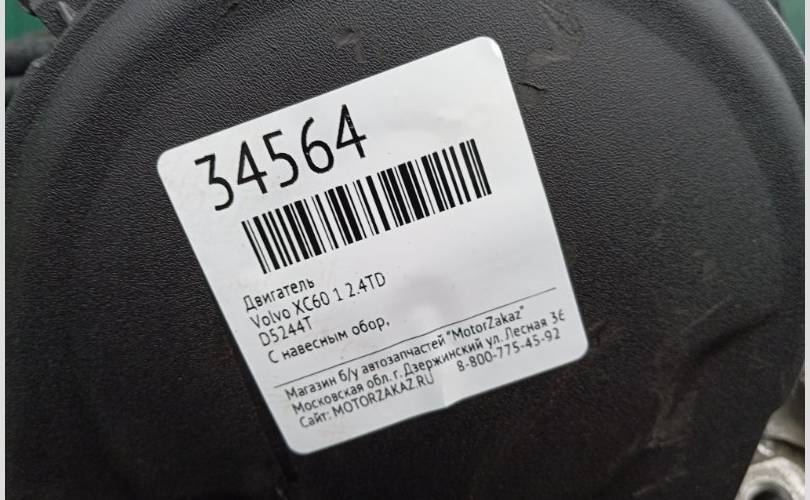 34564
Двигатель
Volvo XC60 1 2.4TD
D5244T
С навесным обор,
Магазин б/у автозапчастей "MotorZakaz"
Московская обл. г.Дзержинский ул.Лесная 3Е
Сайт: MOTORZAKAZ.RU 8-800-775-45-92